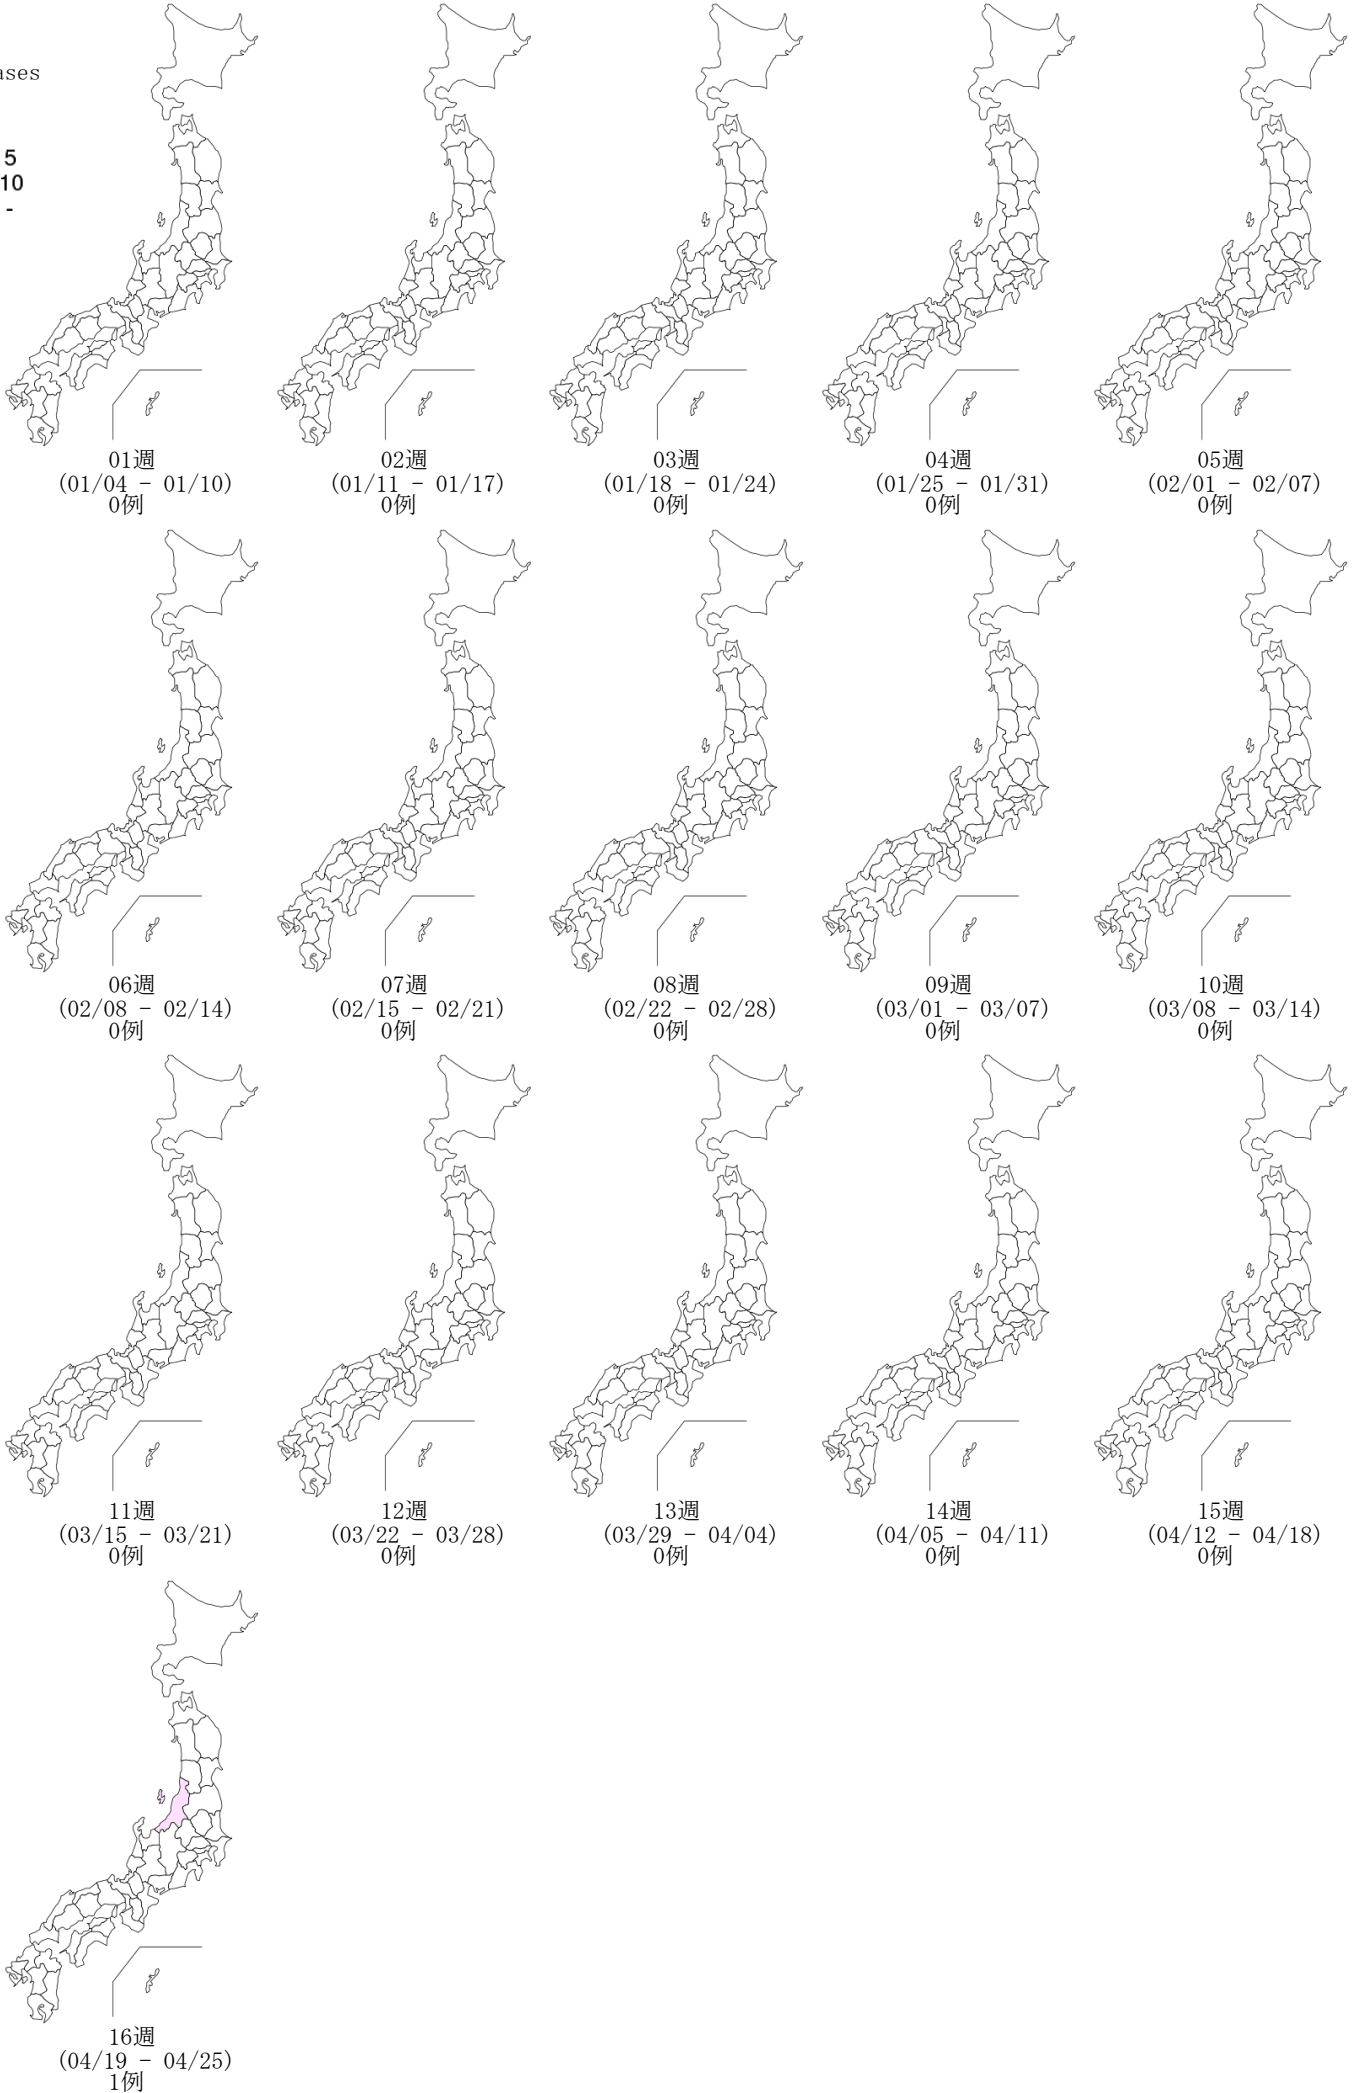 ases
5
10
-
01週
(01/04 - 01/10)
0例
02週
(01/11 - 01/17)
0例
03週
(01/18 - 01/24)
0例
04週
(01/25 - 01/31)
0例
05週
(02/01 - 02/07)
0例
06週
(02/08 - 02/14)
0例
07週
(02/15 - 02/21)
0例
08週
(02/22 - 02/28)
0例
09週
(03/01 - 03/07)
0例
10週
(03/08 - 03/14)
0例
11週
(03/15 - 03/21)
0例
12週
(03/22 - 03/28)
0例
13週
(03/29 - 04/04)
0例
14週
(04/05 - 04/11)
0例
15週
(04/12 - 04/18)
0例
16週
(04/19 - 04/25)
1例